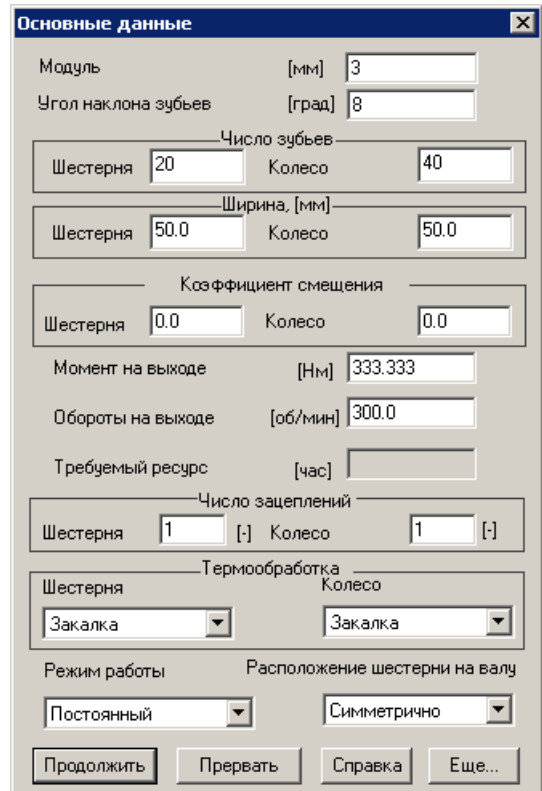 Основные данные
Модуль [мм] 3
Угол наклона зубьев [град] 8
Число зубьев
Шестерня 20 Колесо 40
Ширина, [мм]
Шестерня 50.0 Колесо 50.0
Коэффициент смещения
Шестерня 0.0 Колесо 0.0
Момент на выходе [Нм] 333.333
Обороты на выходе [об/мин] 300.0
Требуемый ресурс [час]
Число зацеплений
Шестерня 1 [-] Колесо 1 [-]
Термообработка
Шестерня Колесо
Закалка Закалка
Режим работы Расположение шестерни на валу
Постоянный Симметрично
Продолжить Прервать Справка Еще...